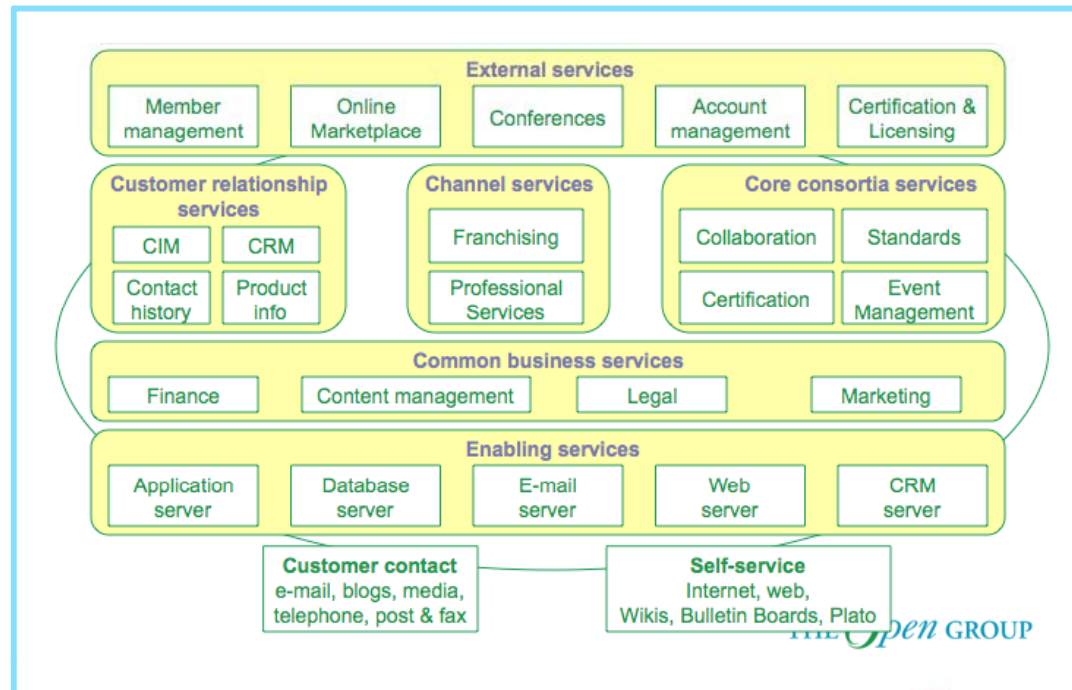 External services
Member
management
Online
Marketplace
Conferences
Account
management
Certification &
Licensing
Customer relationship
services
CIM
CRM
Contact
history
Product
info
Channel services
Franchising
Professional
Services
Core consortia services
Collaboration
Standards
Certification
Event
Management
Common business services
Finance
Content management
Legal
Marketing
Enabling services
Application
server
Database
server
E-mail
server
Web
server
CRM
server
Customer contact
e-mail, blogs, media,
telephone, post & fax
Self-service
Internet, web,
Wikis, Bulletin Boards, Plato
THE Open GROUP